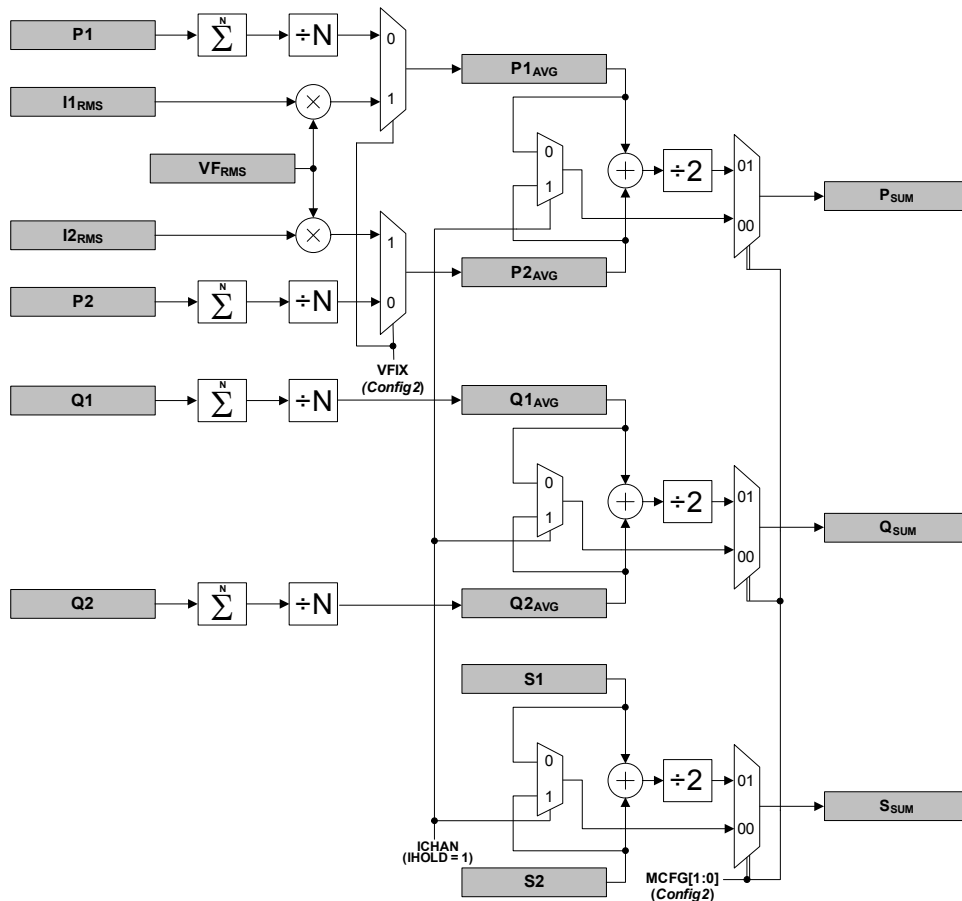 P1
N
Σ
÷N
0
1
P1AVG
I1RMS
×
VFRMS
0
1
+
÷2
01
00
PSUM
I2RMS
×
1
0
P2AVG
P2
N
Σ
÷N
VFIX
(Config2)
Q1
N
Σ
÷N
Q1AVG
0
1
+
÷2
01
00
QSUM
Q2
N
Σ
÷N
Q2AVG
S1
0
1
+
÷2
01
00
SSUM
ICHAN
(IHOLD = 1)
S2
MCFG[1:0]
(Config2)